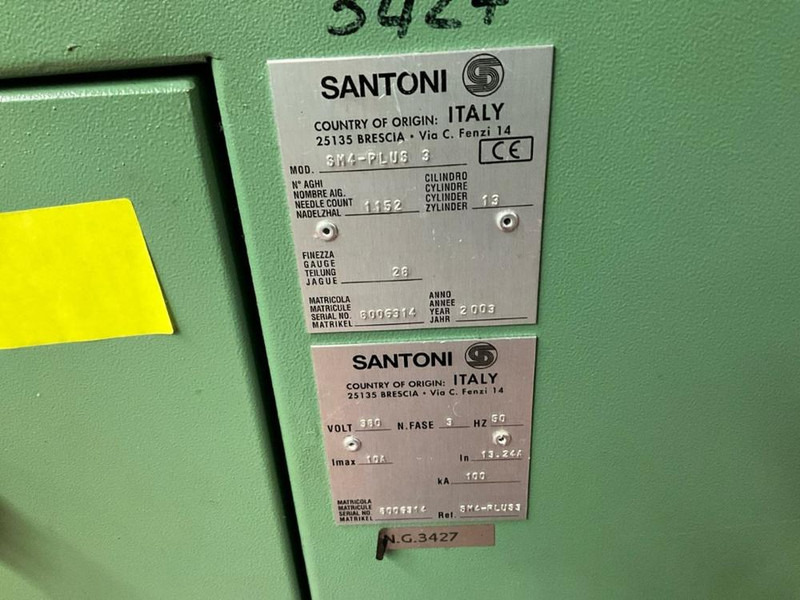 3424
SANTONI S
COUNTRY OF ORIGIN: ITALY
25135 BRESCIA • Via C. Fenzi 14
MOD. SM4-PLUS 3 CE
N° AGHI
NOMBRE AIG.
NEEDLE COUNT
NADELZHAL 1152
CILINDRO
CYLINDRE
CYLINDER
ZYLINDER 13
FINEZZA
GAUGE
TEILUNG
JAGUE 28
MATRICOLA
MATRICULE
SERIAL NO.
MATRIKEL 6006314
ANNO
ANNEE
YEAR
JAHR 2003
SANTONI S
COUNTRY OF ORIGIN: ITALY
25135 BRESCIA • Via C. Fenzi 14
VOLT 380 N.FASE 3 HZ 50
Imax 10A In 13.24A
kA 100
MATRICOLA
MATRICULE
SERIAL NO
MATRIKEL 6006314 Ref. SM4-PLUS3
N.G.3427